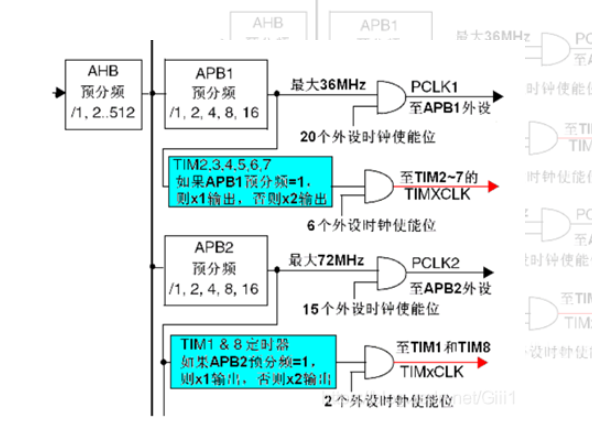 AHB
预分频
/1, 2..512
APB1
预分频
/1, 2, 4, 8, 16
最大36MHz
PCLK1
至APB1外设
20个外设时钟使能位
TIM2,3,4,5,6,7
如果APB1预分频=1,
则x1输出，否则x2输出
至TIM2~7的
TIMXCLK
6个外设时钟使能位
APB2
预分频
/1, 2, 4, 8, 16
最大72MHz
PCLK2
至APB2外设
15个外设时钟使能位
TIM1 & 8 定时器
如果APB2预分频=1,
则x1输出，否则x2输出
至TIM1和TIM8
TIMxCLK
2个外设时钟使能位
AHB
APB1
最大36MHz
PC
至A
时钟使能
至TI
TIM
时钟使能
PC
至A
时钟使能
至TI
TIM
设时钟使能
net/Giii1